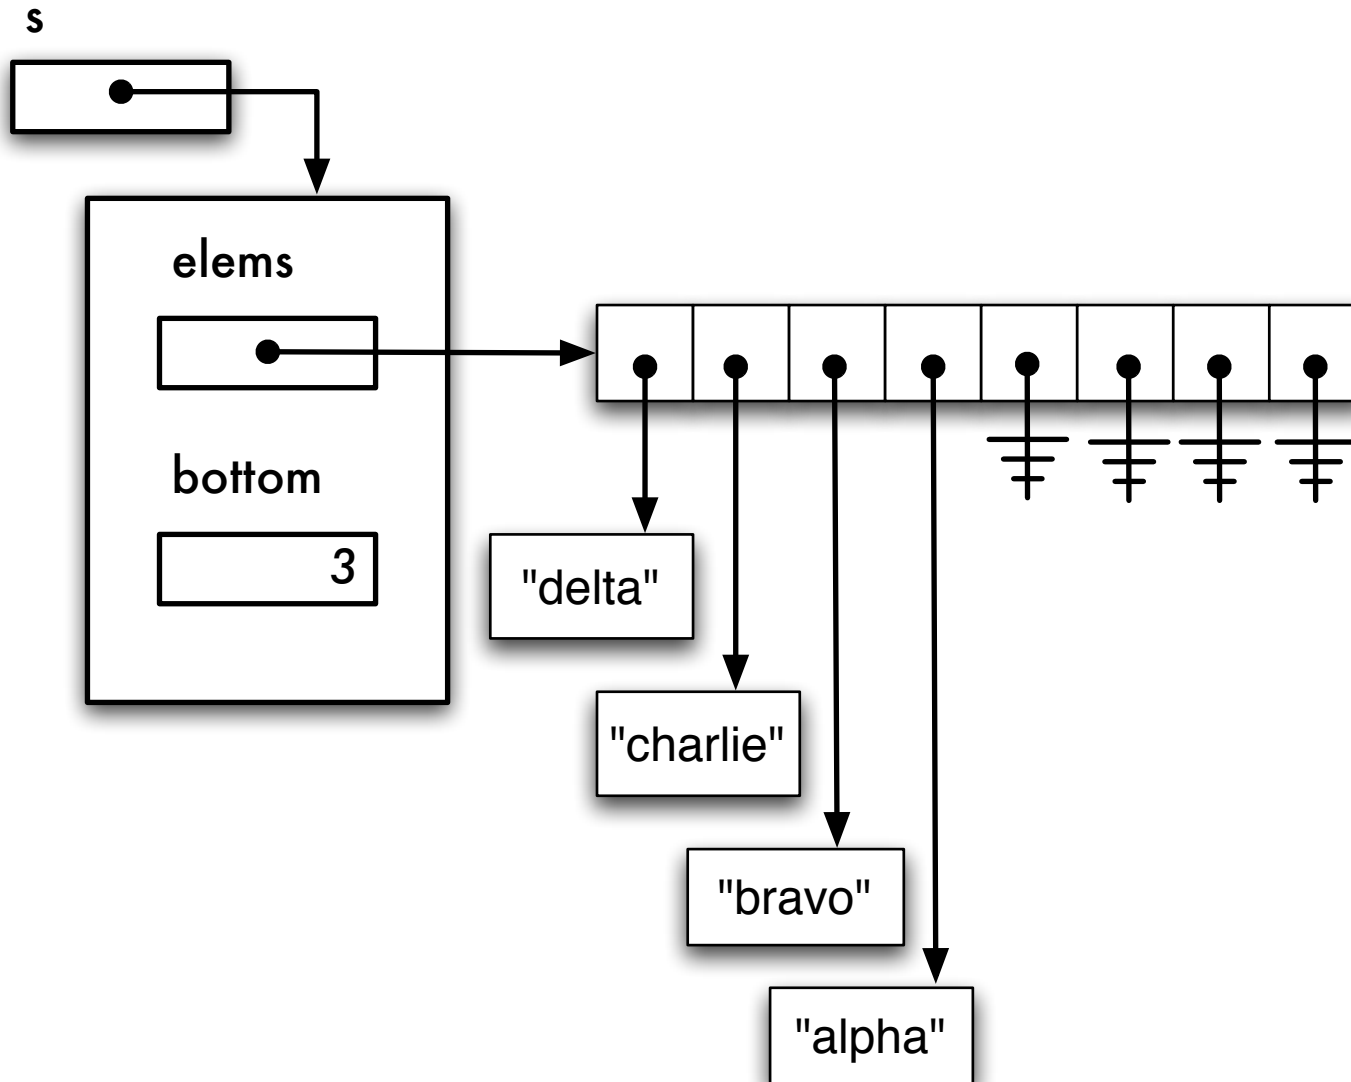 s
elems
bottom
3
"delta"
"charlie"
"bravo"
"alpha"